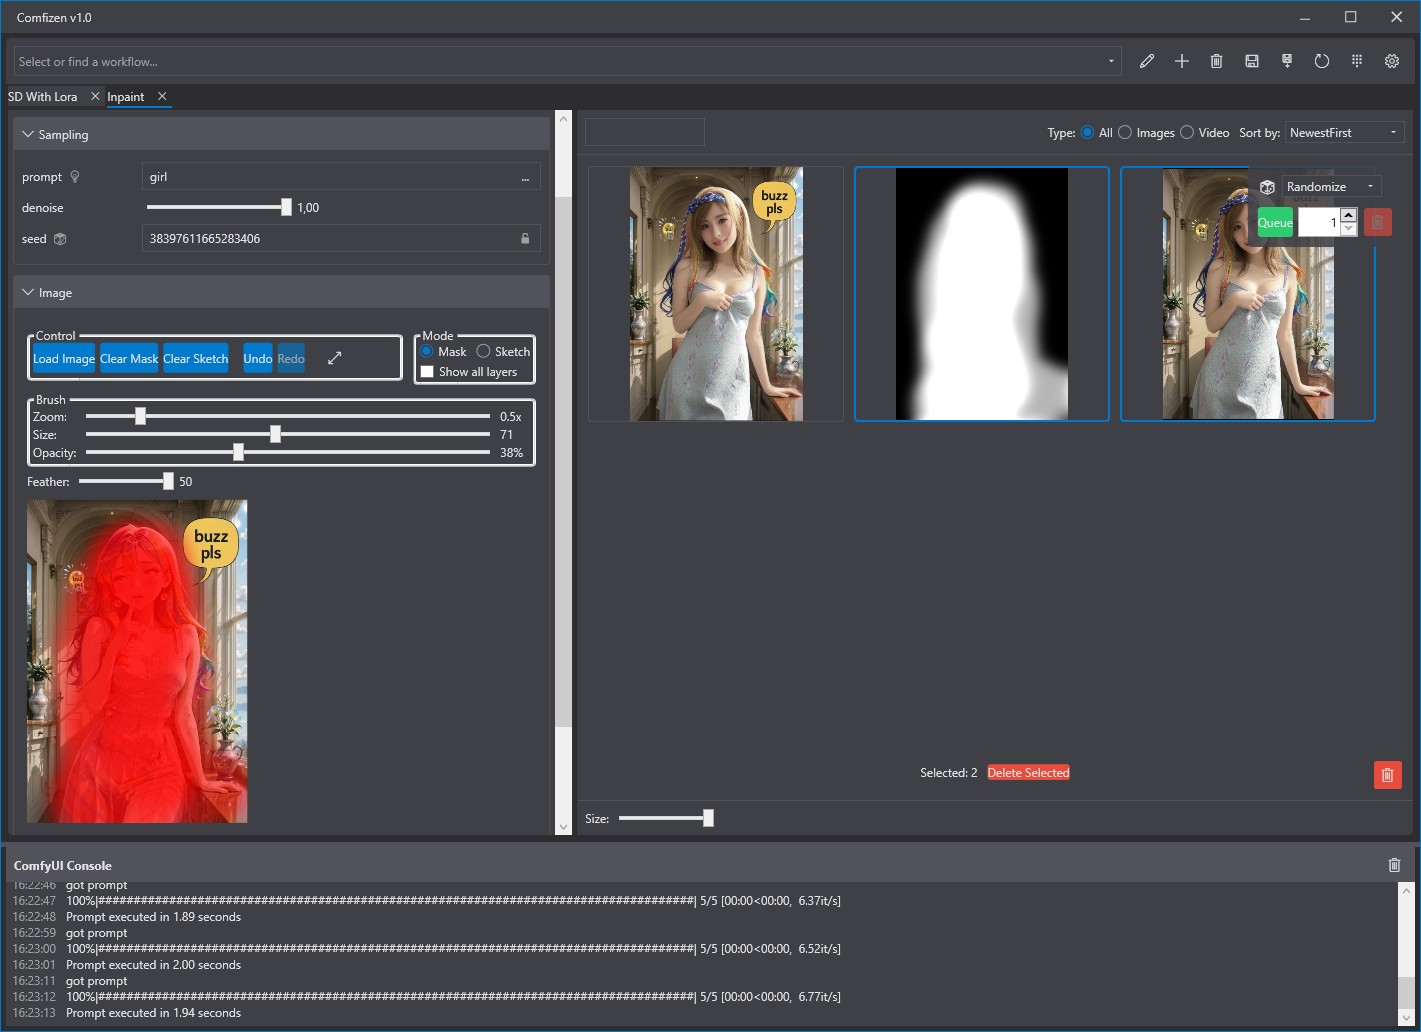 Comfizen v1.0
Select or find a workflow...
SD With Lora
Inpaint
Sampling
prompt
girl
...
denoise
1,00
seed
38397611665283406
Image
Control
Load Image
Clear Mask
Clear Sketch
Undo
Redo
Mode
Mask
Sketch
Show all layers
Brush
Zoom:
0.5x
Size:
71
Opacity:
38%
Feather:
50
buzz
pls
Type:
All
Images
Video
Sort by:
NewestFirst
buzz
pls
Randomize
Queue
1
Selected: 2
Delete Selected
Size:
ComfyUI Console
16:22:46 got prompt
16:22:47 100%|####################################################################################| 5/5 [00:00<00:00, 6.37it/s]
16:22:48 Prompt executed in 1.89 seconds
16:22:59 got prompt
16:23:00 100%|####################################################################################| 5/5 [00:00<00:00, 6.52it/s]
16:23:01 Prompt executed in 2.00 seconds
16:23:11 got prompt
16:23:12 100%|####################################################################################| 5/5 [00:00<00:00, 6.77it/s]
16:23:13 Prompt executed in 1.94 seconds